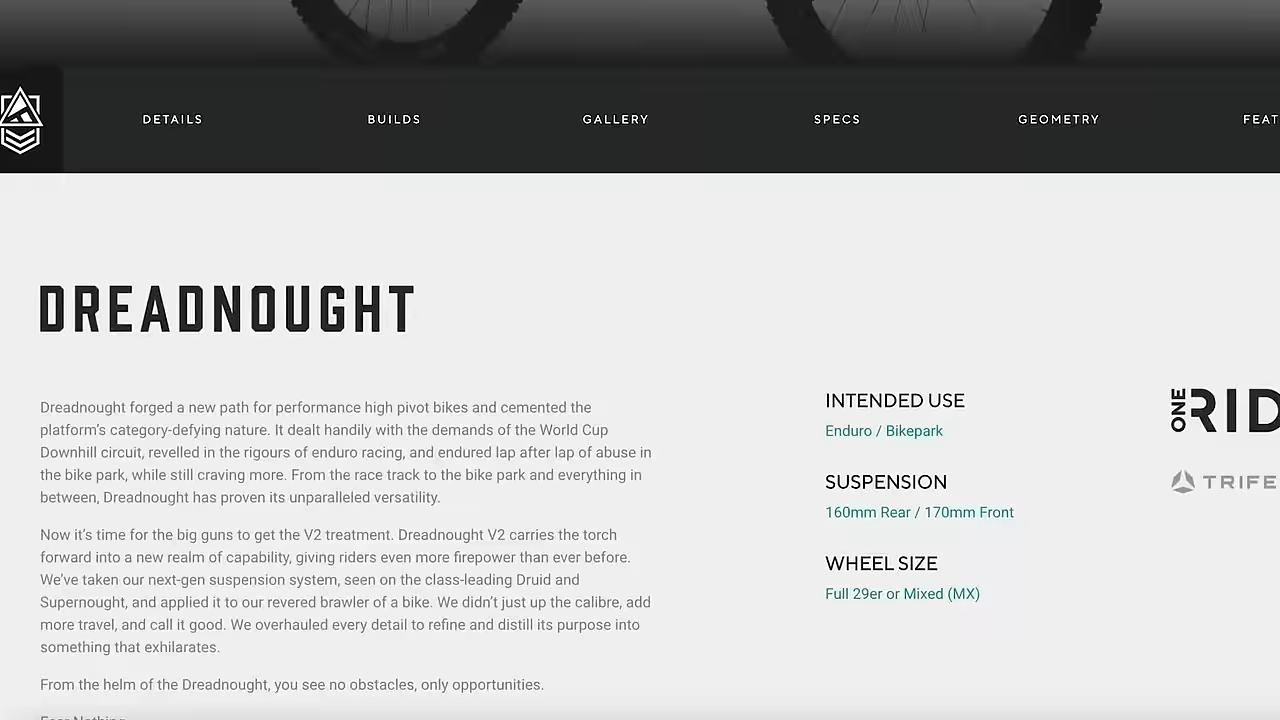 DETAILS
BUILDS
GALLERY
SPECS
GEOMETRY
FEAT
DREADNOUGHT
Dreadnought forged a new path for performance high pivot bikes and cemented the
platform's category-defying nature. It dealt handily with the demands of the World Cup
Downhill circuit, revelled in the rigours of enduro racing, and endured lap after lap of abuse in
the bike park, while still craving more. From the race track to the bike park and everything in
between, Dreadnought has proven its unparalleled versatility.
Now it's time for the big guns to get the V2 treatment. Dreadnought V2 carries the torch
forward into a new realm of capability, giving riders even more firepower than ever before.
We've taken our next-gen suspension system, seen on the class-leading Druid and
Supernought, and applied it to our revered brawler of a bike. We didn't just up the calibre, add
more travel, and call it good. We overhauled every detail to refine and distill its purpose into
something that exhilarates.
From the helm of the Dreadnought, you see no obstacles, only opportunities.
Fear Nothing
INTENDED USE
Enduro / Bikepark
SUSPENSION
160mm Rear / 170mm Front
WHEEL SIZE
Full 29er or Mixed (MX)
ONE RID
TRIFE